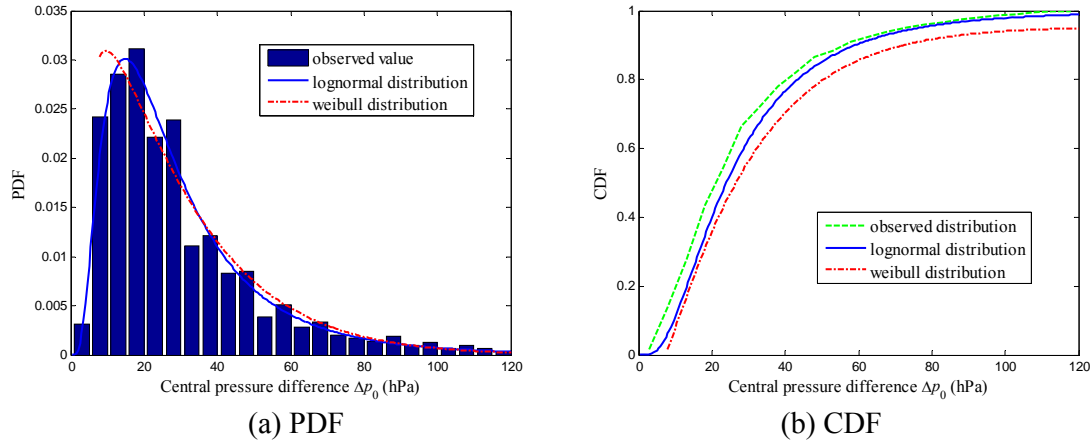 0.035
0.03
0.025
0.02
0.015
0.01
0.005
0
PDF
observed value
lognormal distribution
weibull distribution
0 20 40 60 80 100 120
Central pressure difference Δp₀ (hPa)
(a) PDF
1
0.8
0.6
0.4
0.2
0
CDF
observed distribution
lognormal distribution
weibull distribution
0 20 40 60 80 100 120
Central pressure difference Δp₀ (hPa)
(b) CDF